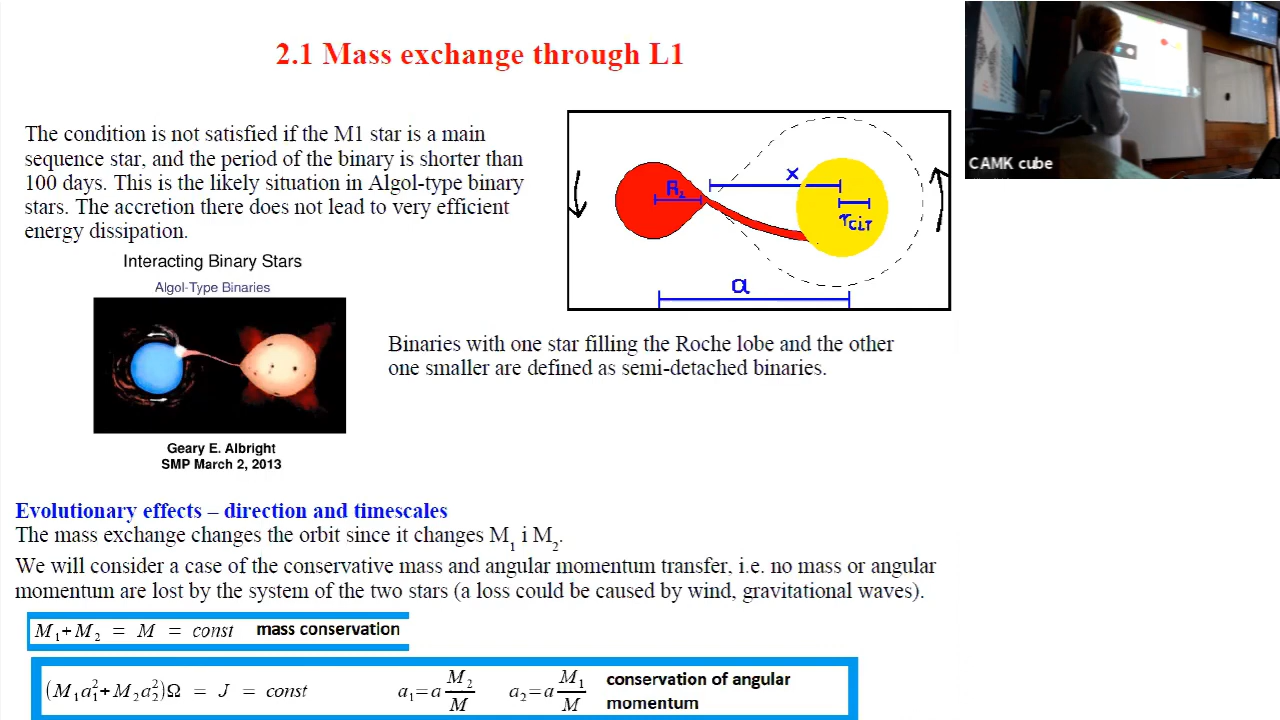 2.1 Mass exchange through L1
CAMK cube
The condition is not satisfied if the M1 star is a main
sequence star, and the period of the binary is shorter than
100 days. This is the likely situation in Algol-type binary
stars. The accretion there does not lead to very efficient
energy dissipation.
x
R₂
r_cir
a
Interacting Binary Stars
Algol-Type Binaries
Geary E. Albright
SMP March 2, 2013
Binaries with one star filling the Roche lobe and the other
one smaller are defined as semi-detached binaries.
Evolutionary effects – direction and timescales
The mass exchange changes the orbit since it changes M₁ i M₂.
We will consider a case of the conservative mass and angular momentum transfer, i.e. no mass or angular
momentum are lost by the system of the two stars (a loss could be caused by wind, gravitational waves).
M₁+M₂ = M = const mass conservation
(M₁a₁²+M₂a₂²)Ω = J = const a₁=a M₂/M a₂=a M₁/M conservation of angular
momentum